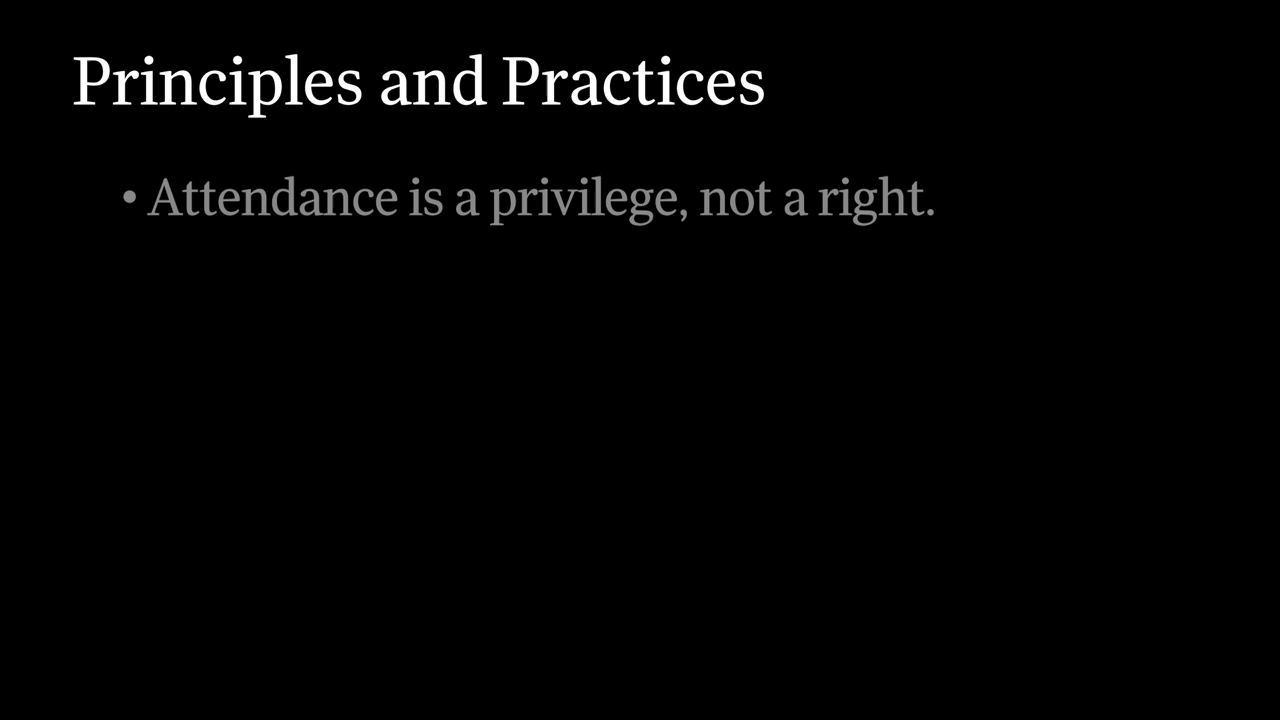 Principles and Practices
• Attendance is a privilege, not a right.